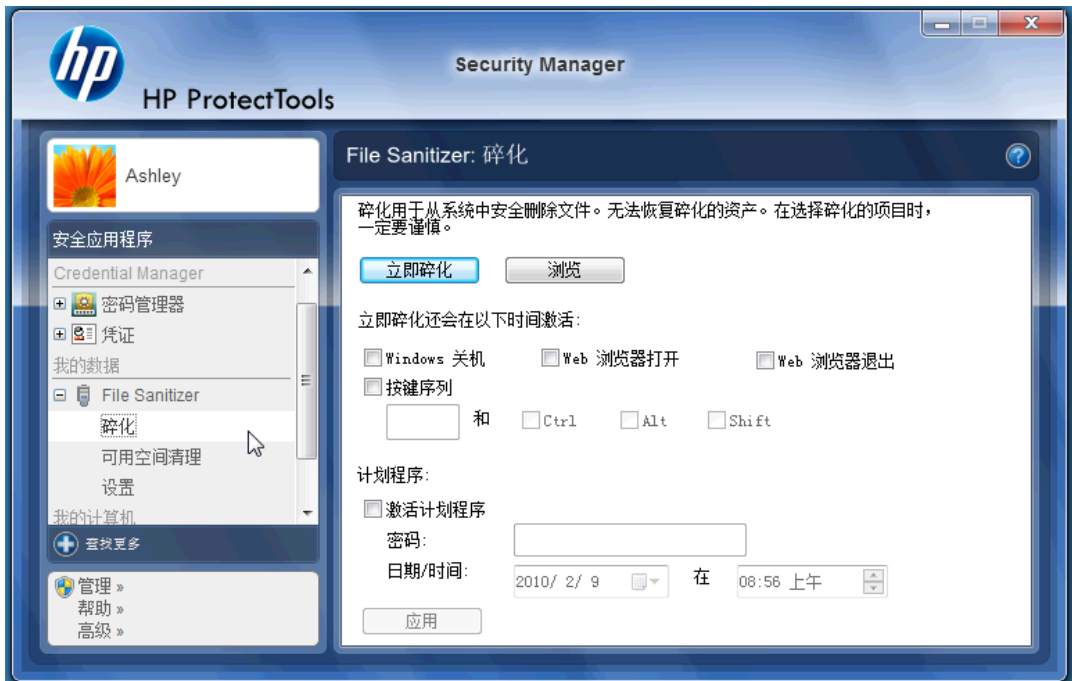 hp
HP ProtectTools
Security Manager
Ashley
安全应用程序
Credential Manager
密码管理器
凭证
我的数据
File Sanitizer
碎化
可用空间清理
设置
我的计算机
查找更多
管理 »
帮助 »
高级 »
File Sanitizer: 碎化
碎化用于从系统中安全删除文件。无法恢复碎化的资产。在选择碎化的项目时，
一定要谨慎。
立即碎化 浏览
立即碎化还会在以下时间激活:
Windows 关机 Web 浏览器打开 Web 浏览器退出
按键序列
和 Ctrl Alt Shift
计划程序:
激活计划程序
密码:
日期/时间: 2010/ 2/ 9 在 08:56 上午
应用